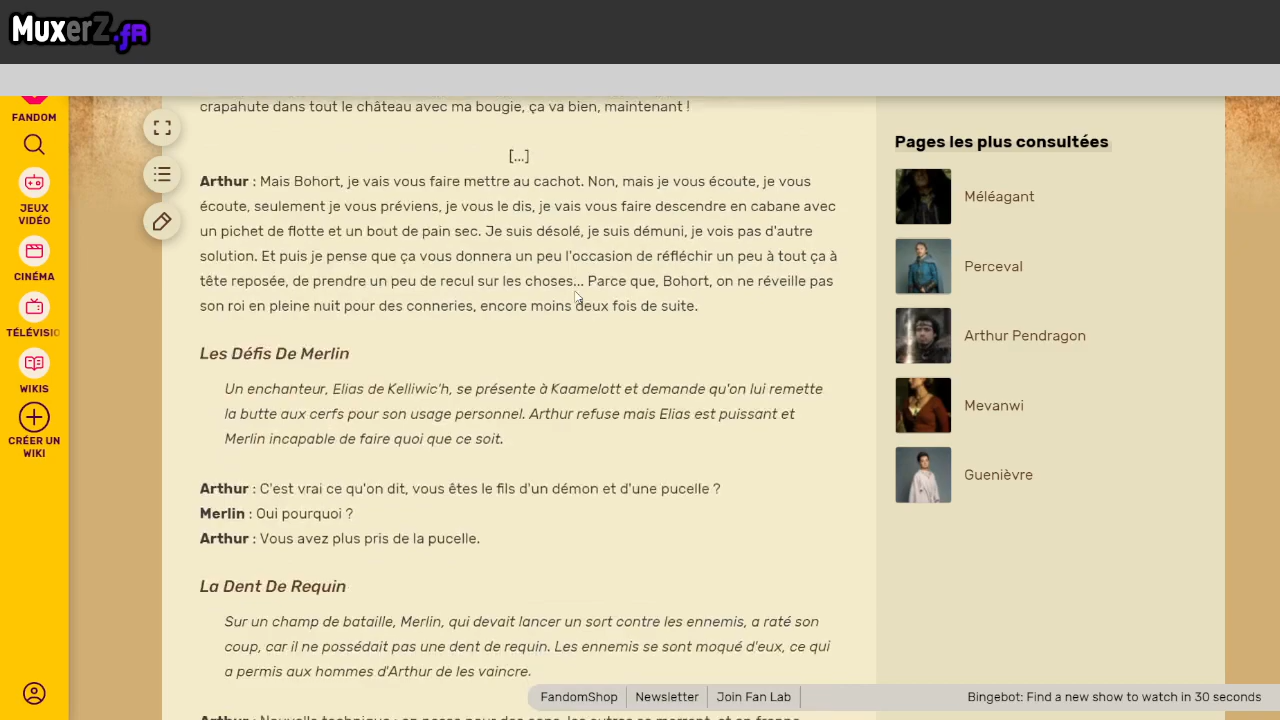 MuxerZ.fR
crapahute dans tout le château avec ma bougie, ça va bien, maintenant !
[...]
Arthur : Mais Bohort, je vais vous faire mettre au cachot. Non, mais je vous écoute, je vous
écoute, seulement je vous préviens, je vous le dis, je vais vous faire descendre en cabane avec
un pichet de flotte et un bout de pain sec. Je suis désolé, je suis démuni, je vois pas d'autre
solution. Et puis je pense que ça vous donnera un peu l'occasion de réfléchir un peu à tout ça à
tête reposée, de prendre un peu de recul sur les choses... Parce que, Bohort, on ne réveille pas
son roi en pleine nuit pour des conneries, encore moins deux fois de suite.
Les Défis De Merlin
Un enchanteur, Elias de Kelliwic'h, se présente à Kaamelott et demande qu'on lui remette
la butte aux cerfs pour son usage personnel. Arthur refuse mais Elias est puissant et
Merlin incapable de faire quoi que ce soit.
Arthur : C'est vrai ce qu'on dit, vous êtes le fils d'un démon et d'une pucelle ?
Merlin : Oui pourquoi ?
Arthur : Vous avez plus pris de la pucelle.
La Dent De Requin
Sur un champ de bataille, Merlin, qui devait lancer un sort contre les ennemis, a raté son
coup, car il ne possédait pas une dent de requin. Les ennemis se sont moqué d'eux, ce qui
a permis aux hommes d'Arthur de les vaincre.
FANDOM
JEUX
VIDÉO
CINÉMA
TÉLÉVISIO
WIKIS
CRÉER UN
WIKI
Pages les plus consultées
Méléagant
Perceval
Arthur Pendragon
Mevanwi
Guenièvre
FandomShop
Newsletter
Join Fan Lab
Bingebot: Find a new show to watch in 30 seconds